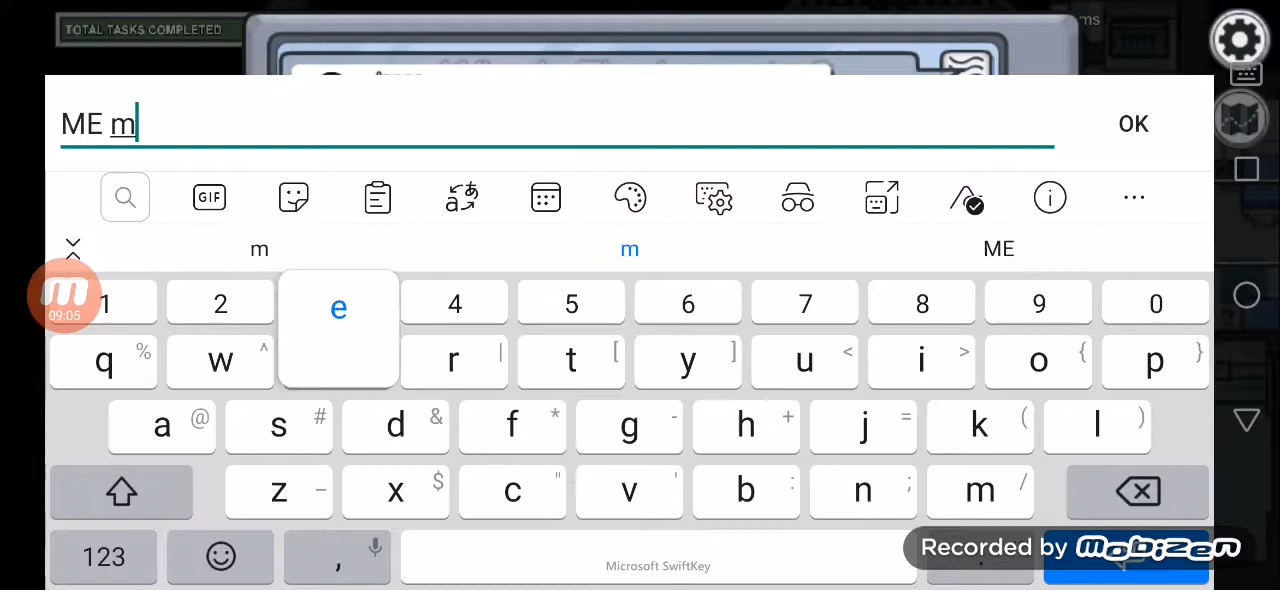 TOTAL TASKS COMPLETED
ms
ME m
OK
GIF
m m ME
1 2 e 4 5 6 7 8 9 0
09:05
q % w ^ r | t [ y ] u < i > o { p }
a @ s # d & f * g - h + j = k ( l )
z _ x $ c " v ' b : n ; m /
123 , Microsoft SwiftKey .
Recorded by mobizen